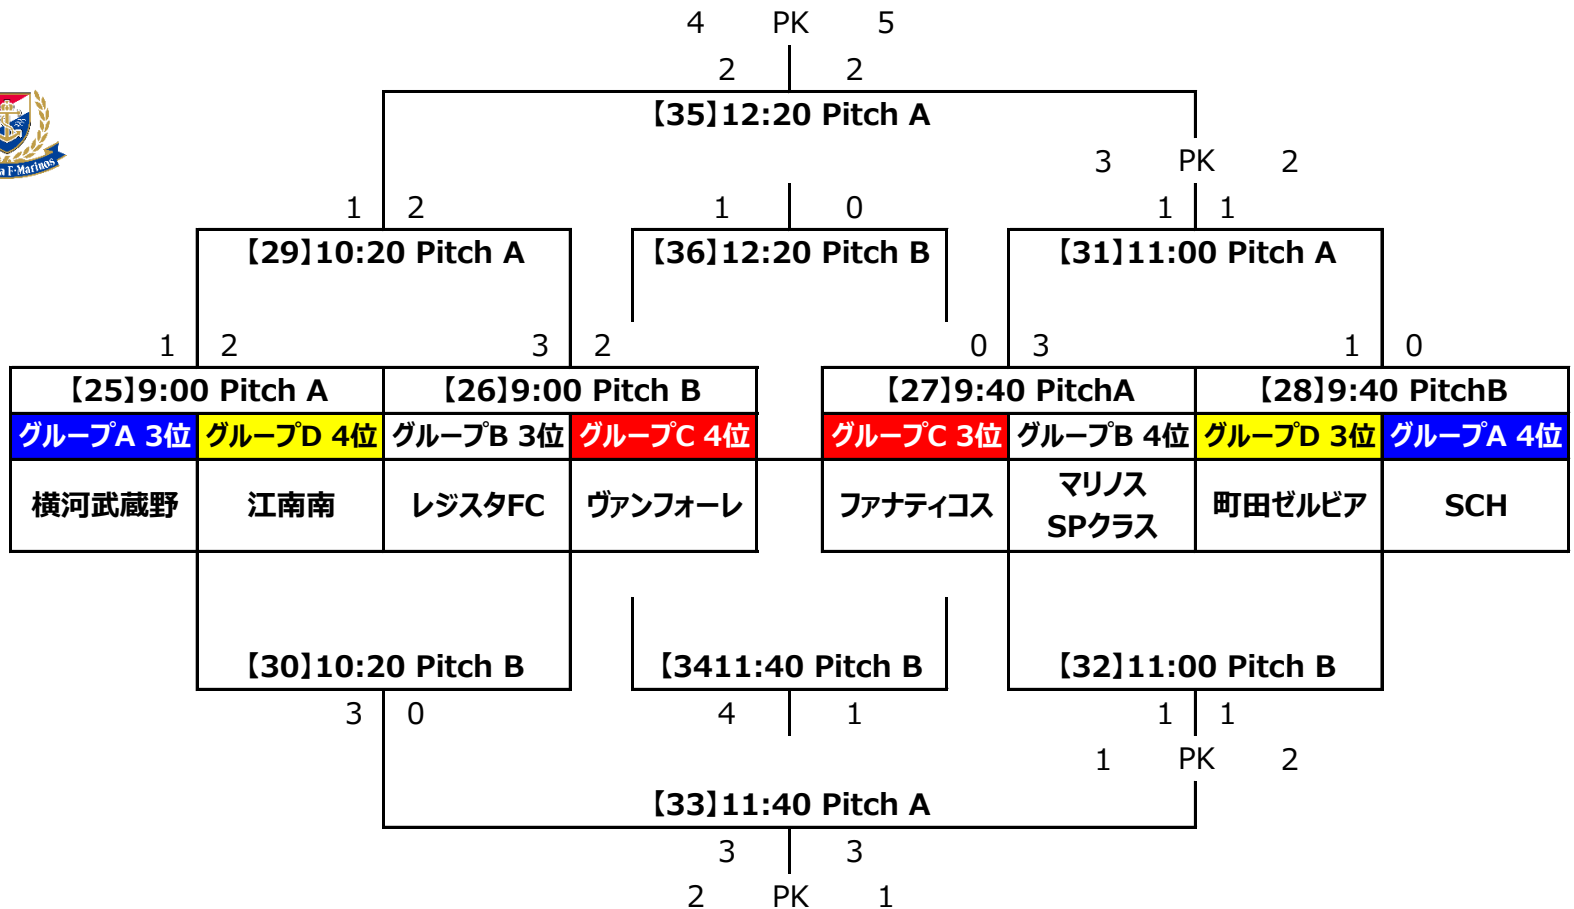 4 PK 5
2 2
【35】12:20 Pitch A
a F·Marinos
3 PK 2
1 2 1 0 1 1
【29】10:20 Pitch A 【36】12:20 Pitch B 【31】11:00 Pitch A
1 2 3 2 0 3 1 0
【25】9:00 Pitch A 【26】9:00 Pitch B 【27】9:40 PitchA 【28】9:40 PitchB
グループA 3位 グループD 4位 グループB 3位 グループC 4位 グループC 3位 グループB 4位 グループD 3位 グループA 4位
横河武蔵野 江南南 レジスタFC ヴァンフォーレ ファナティコス マリノス
SPクラス 町田ゼルビア SCH
【30】10:20 Pitch B 【3411:40 Pitch B 【32】11:00 Pitch B
3 0 4 1 1 1
1 PK 2
【33】11:40 Pitch A
3 3
2 PK 1